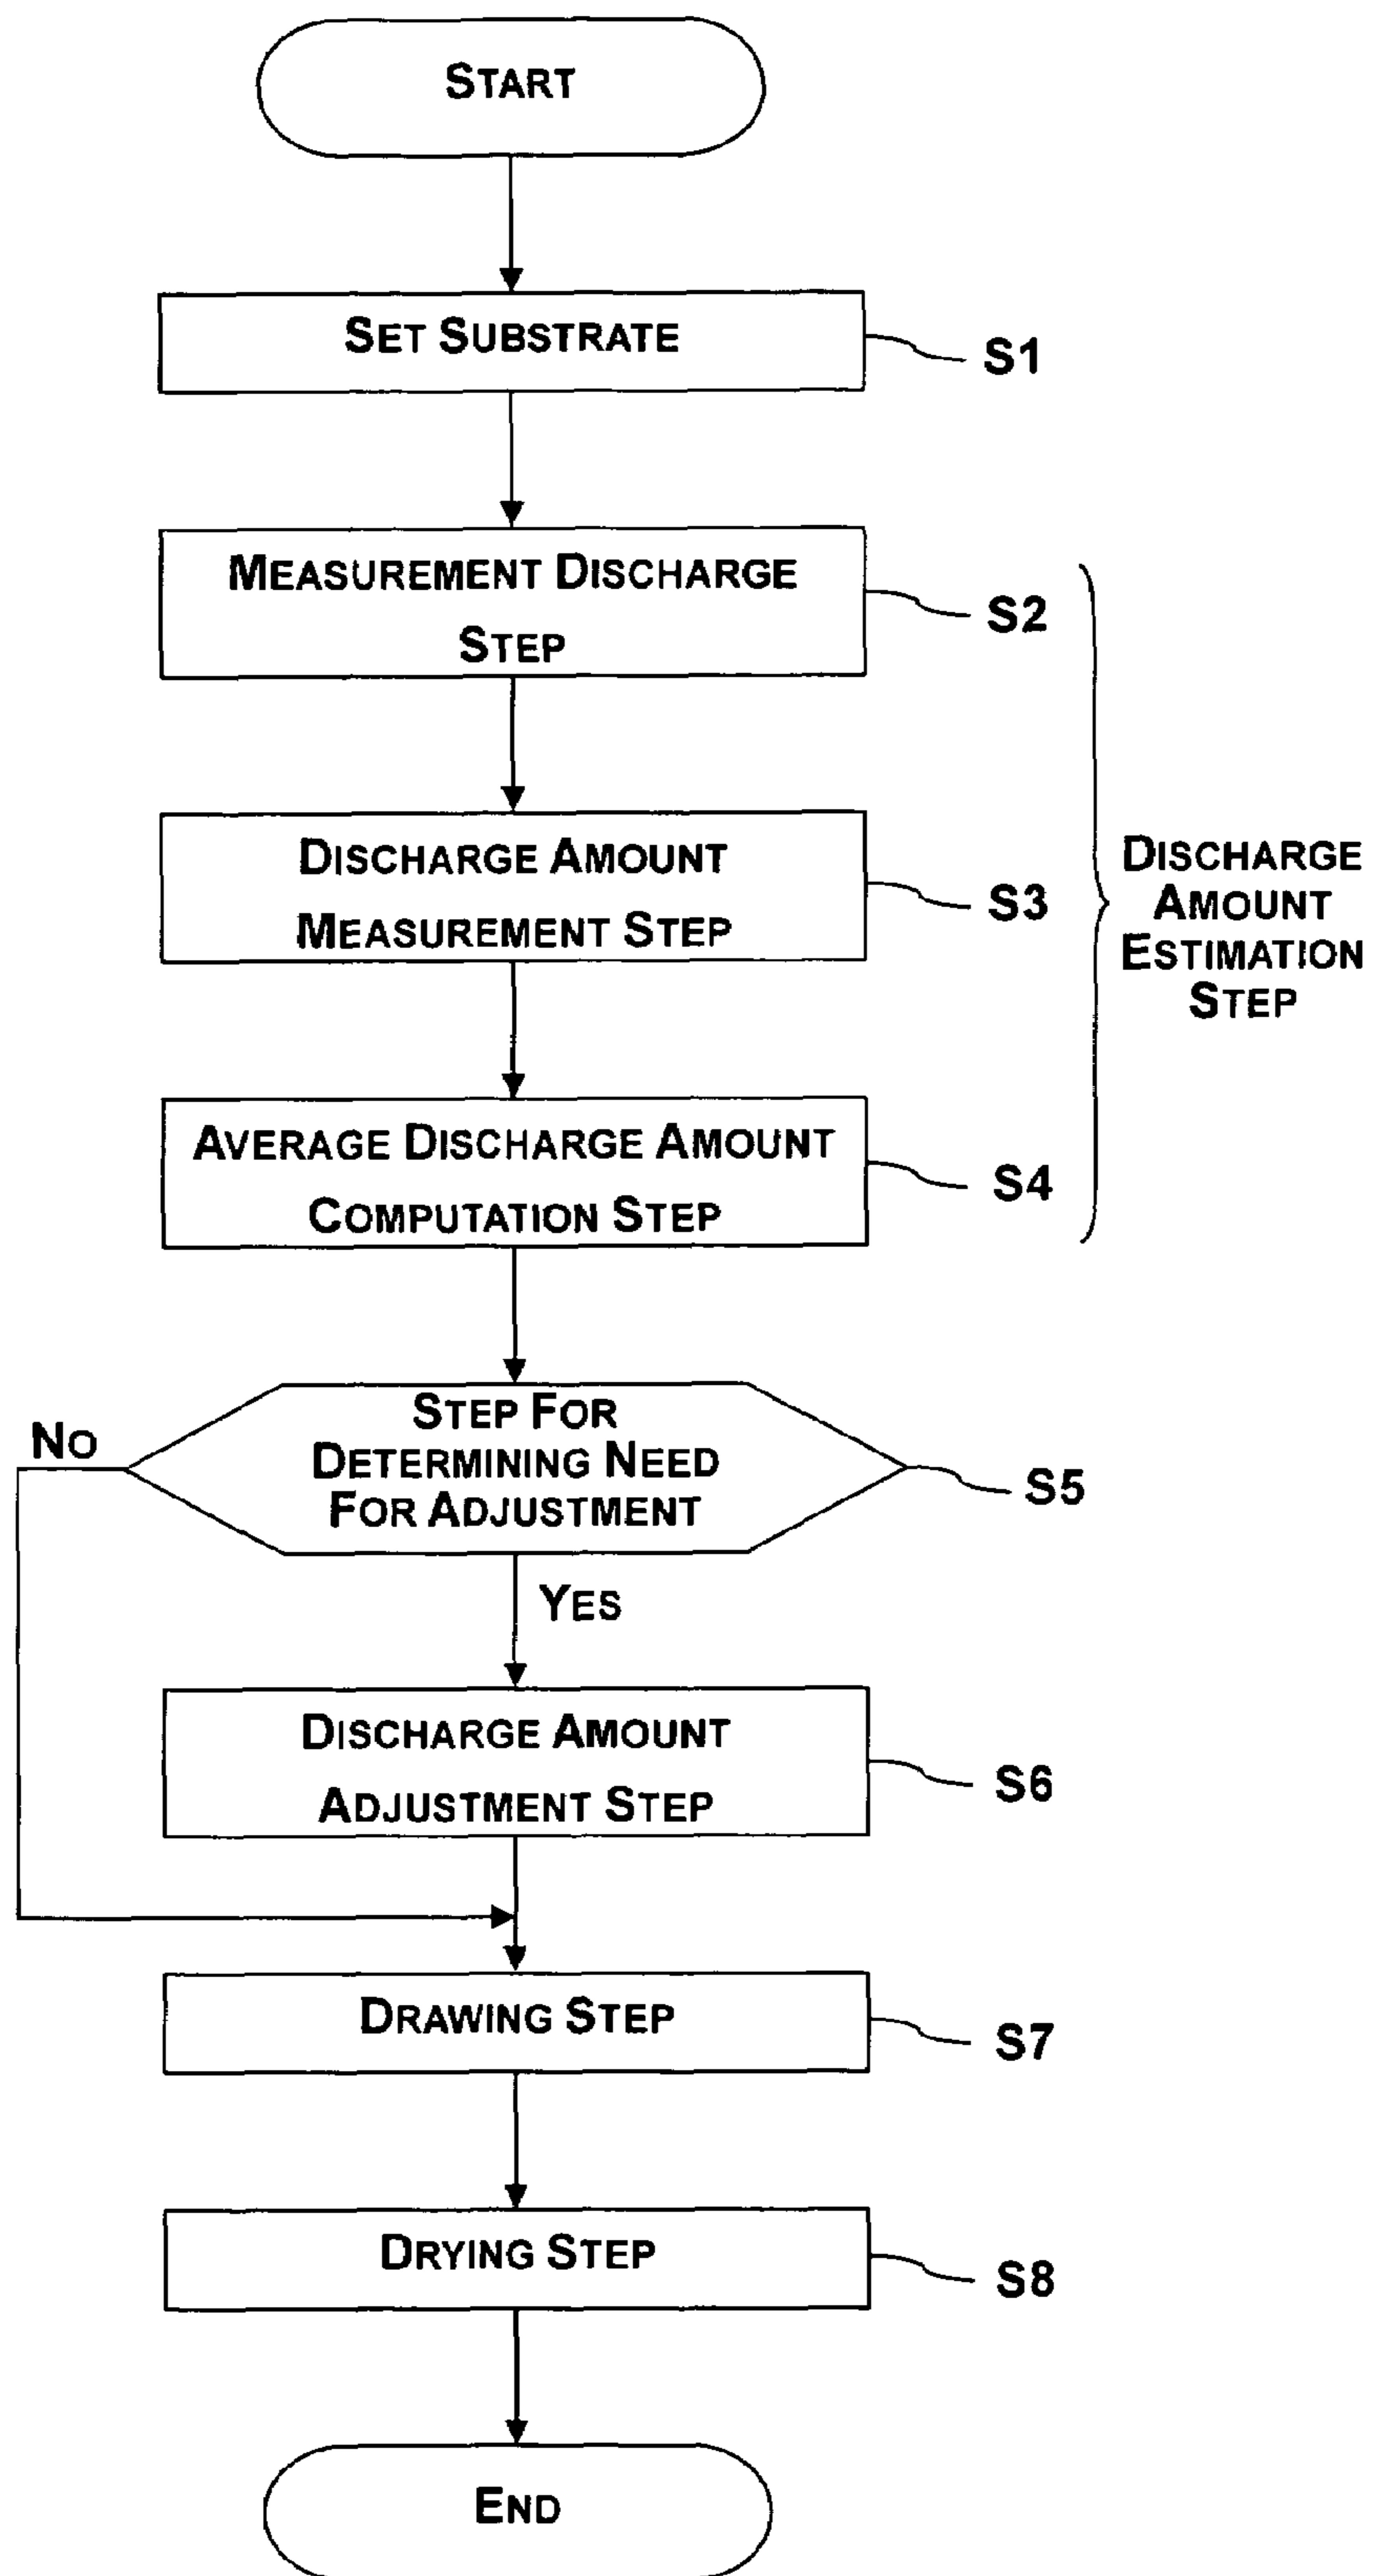 START
SET SUBSTRATE
S1
MEASUREMENT DISCHARGE
STEP
S2
DISCHARGE AMOUNT
MEASUREMENT STEP
S3
DISCHARGE
AMOUNT
ESTIMATION
STEP
AVERAGE DISCHARGE AMOUNT
COMPUTATION STEP
S4
STEP FOR
DETERMINING NEED
FOR ADJUSTMENT
S5
NO
YES
DISCHARGE AMOUNT
ADJUSTMENT STEP
S6
DRAWING STEP
S7
DRYING STEP
S8
END